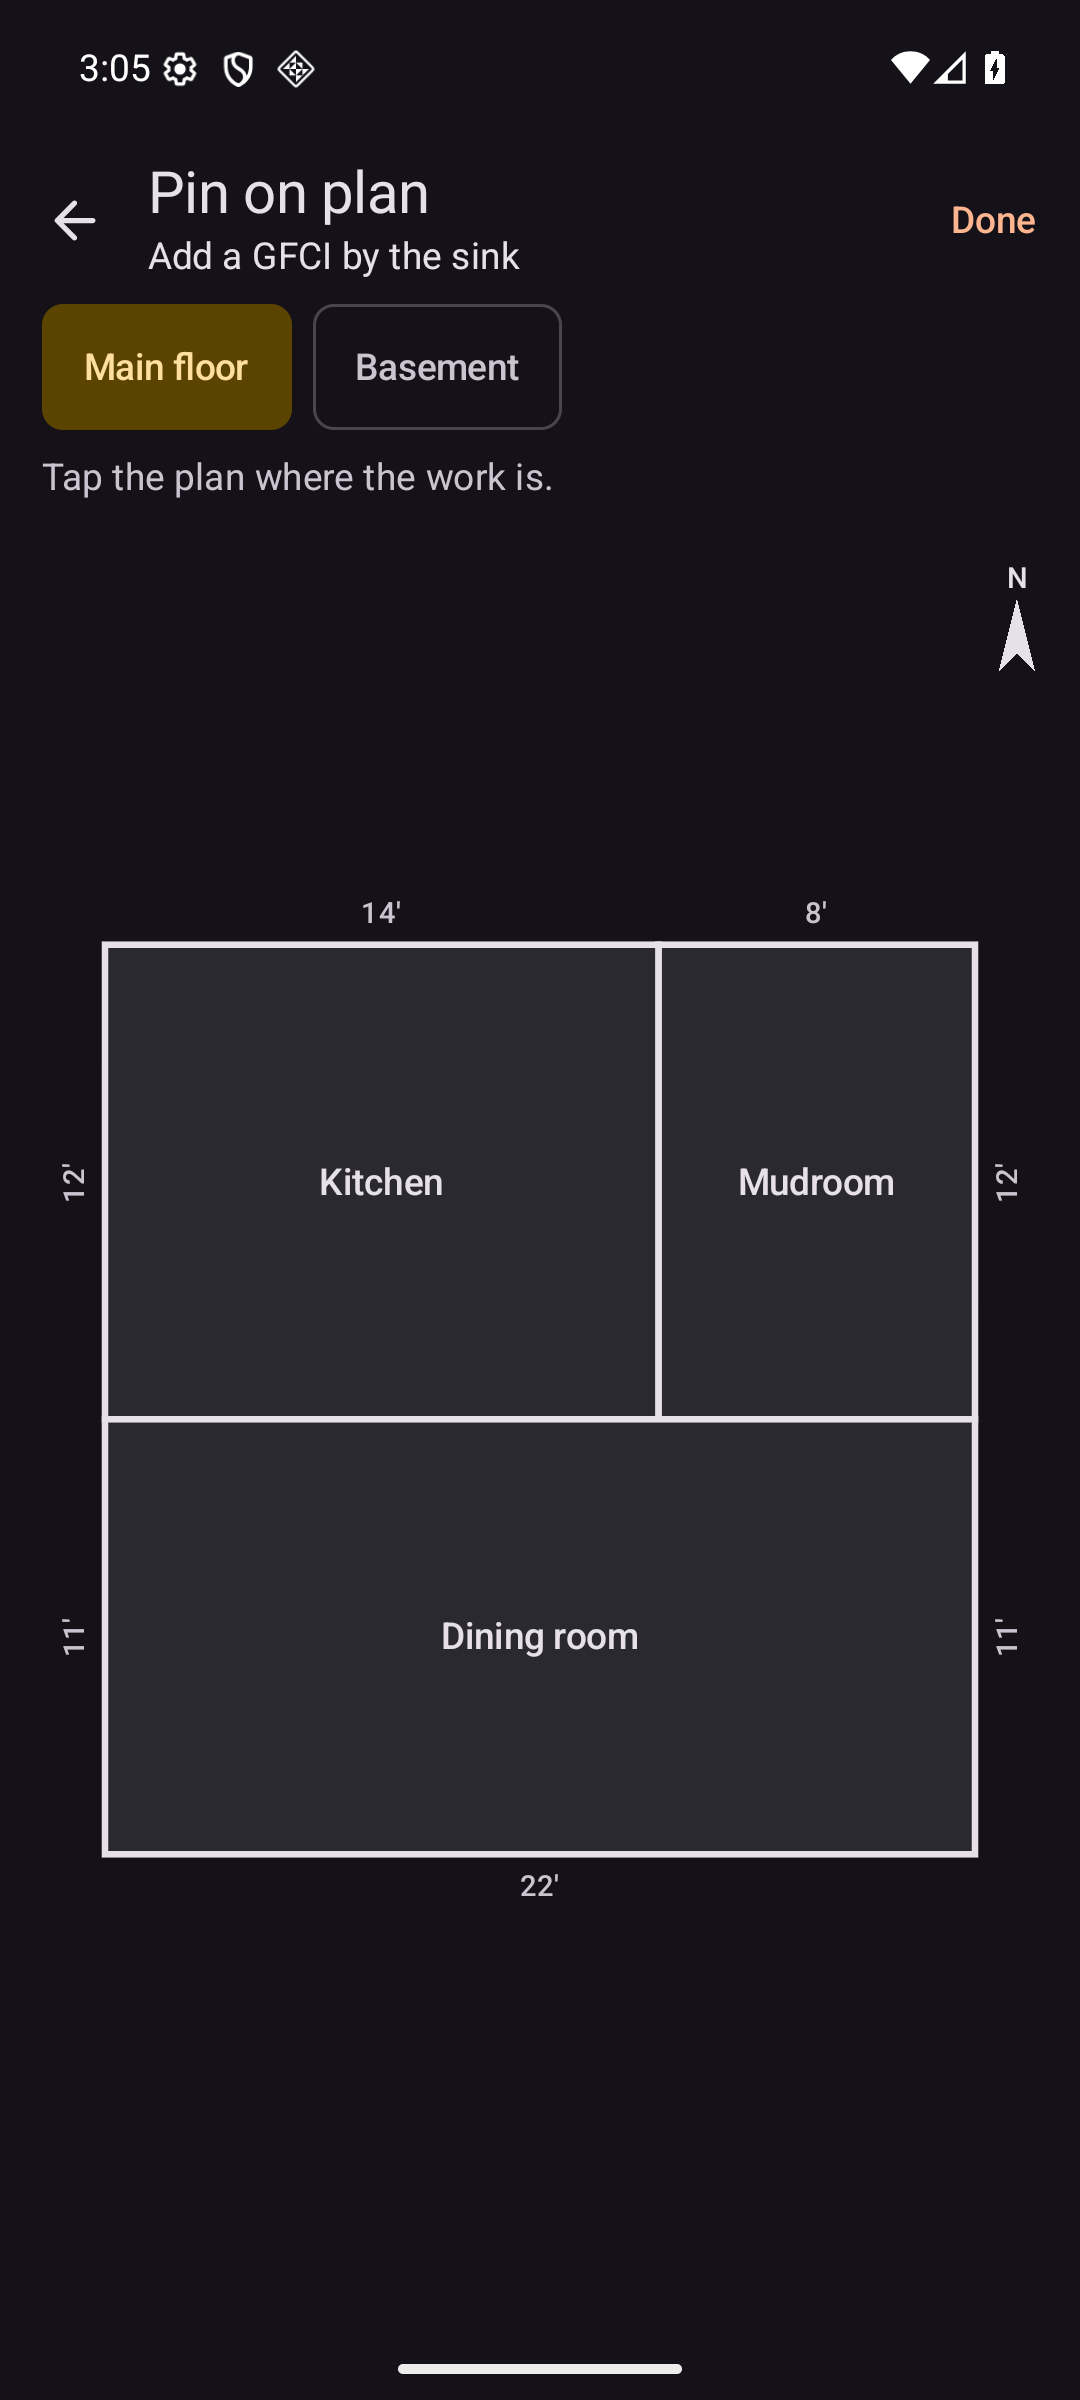 3:05
Pin on plan
Add a GFCI by the sink
Done
Main floor
Basement
Tap the plan where the work is.
N
14'
8'
12'
Kitchen
Mudroom
12'
11'
Dining room
11'
22'